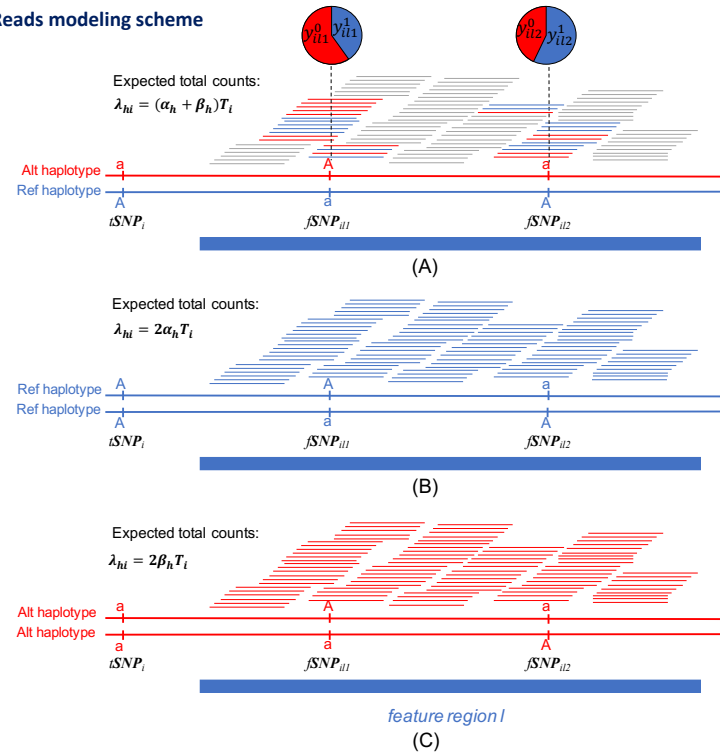 Reads modeling scheme
y⁰ᵢₗ₁ y¹ᵢₗ₁ y⁰ᵢₗ₂ y¹ᵢₗ₂
Expected total counts:
λₕᵢ = (αₕ + βₕ)Tᵢ
a A a
Alt haplotype
Ref haplotype
A a A
tSNPᵢ fSNPᵢₗ₁ fSNPᵢₗ₂
(A)
Expected total counts:
λₕᵢ = 2αₕTᵢ
A A a
Ref haplotype
Ref haplotype
A a A
tSNPᵢ fSNPᵢₗ₁ fSNPᵢₗ₂
(B)
Expected total counts:
λₕᵢ = 2βₕTᵢ
a A a
Alt haplotype
Alt haplotype
a a A
tSNPᵢ fSNPᵢₗ₁ fSNPᵢₗ₂
feature region l
(C)